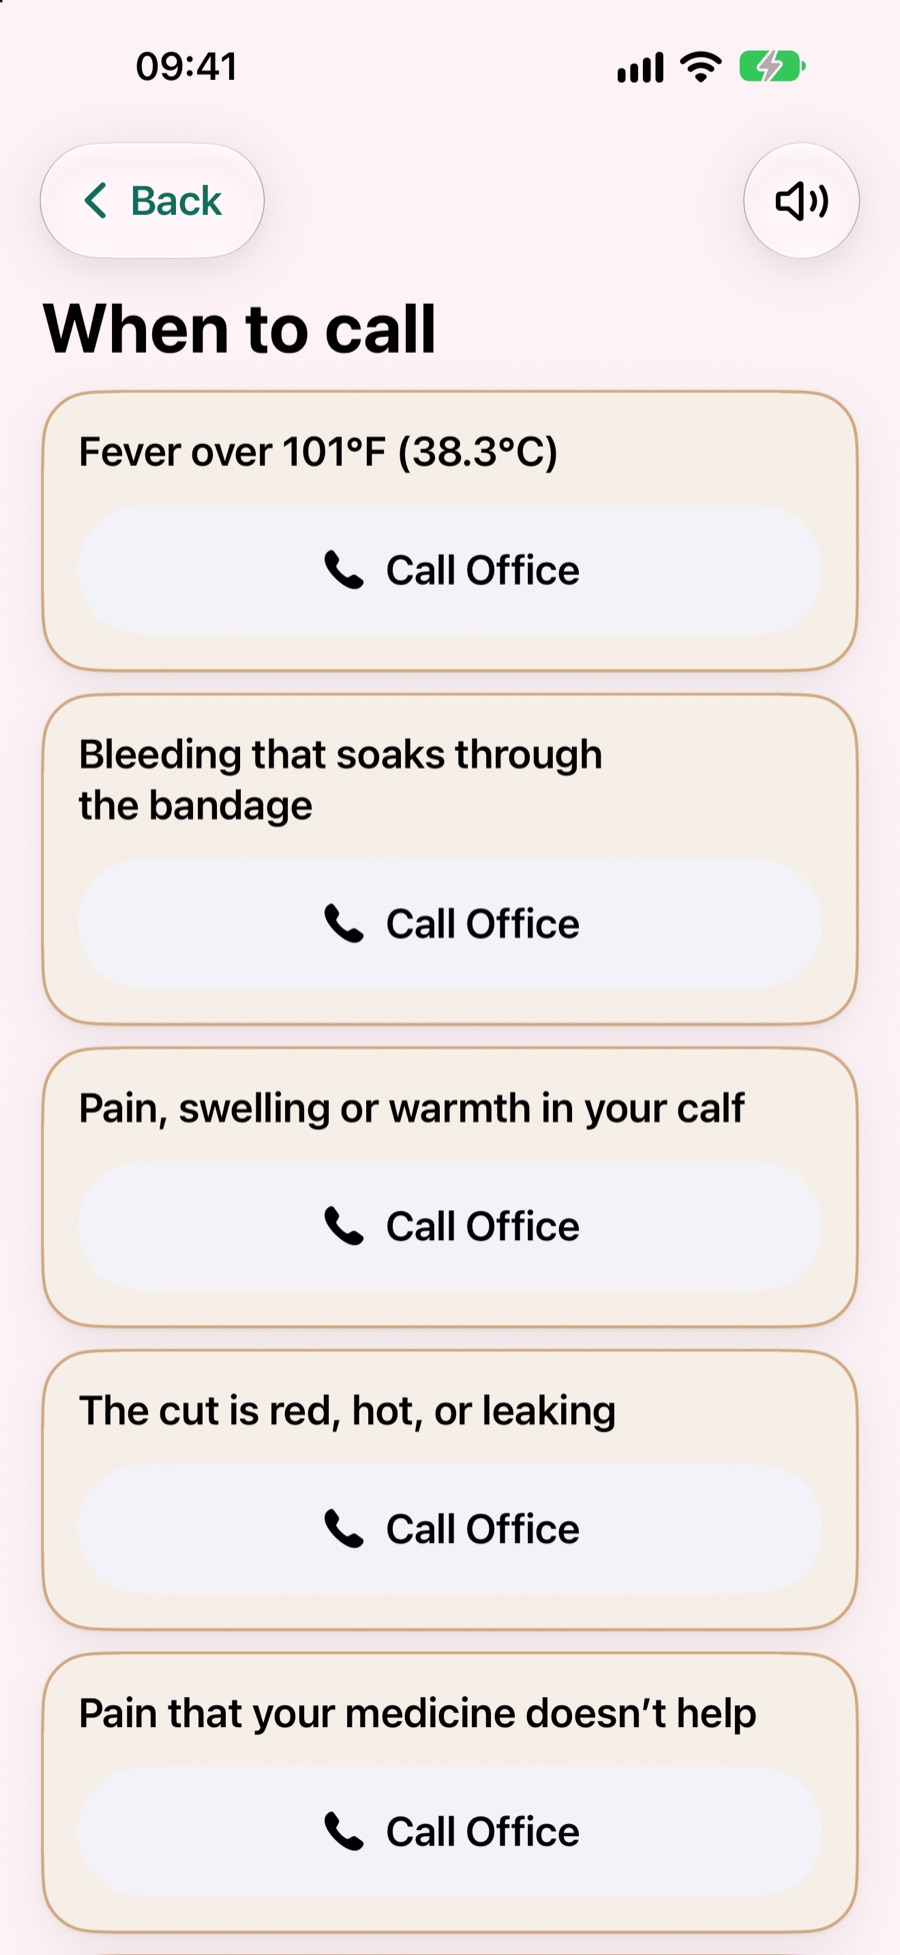 09:41
Back
When to call
Fever over 101°F (38.3°C)
Call Office
Bleeding that soaks through
the bandage
Call Office
Pain, swelling or warmth in your calf
Call Office
The cut is red, hot, or leaking
Call Office
Pain that your medicine doesn’t help
Call Office